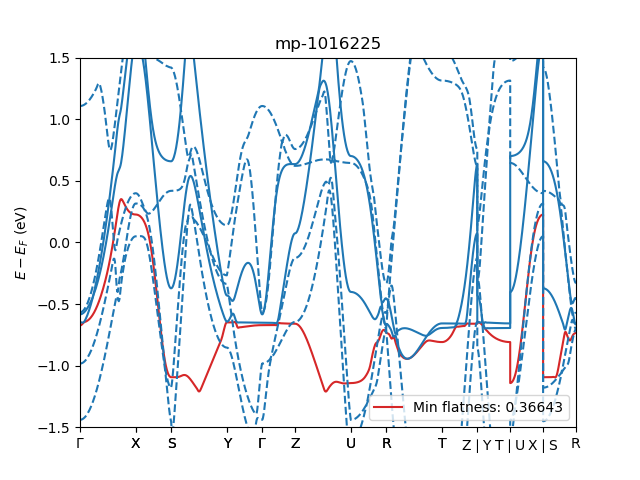 mp-1016225
E − E_F (eV)
1.5
1.0
0.5
0.0
−0.5
−1.0
−1.5
Min flatness: 0.36643
Γ X S Y Γ Z U R T Z | Y T | U X | S R